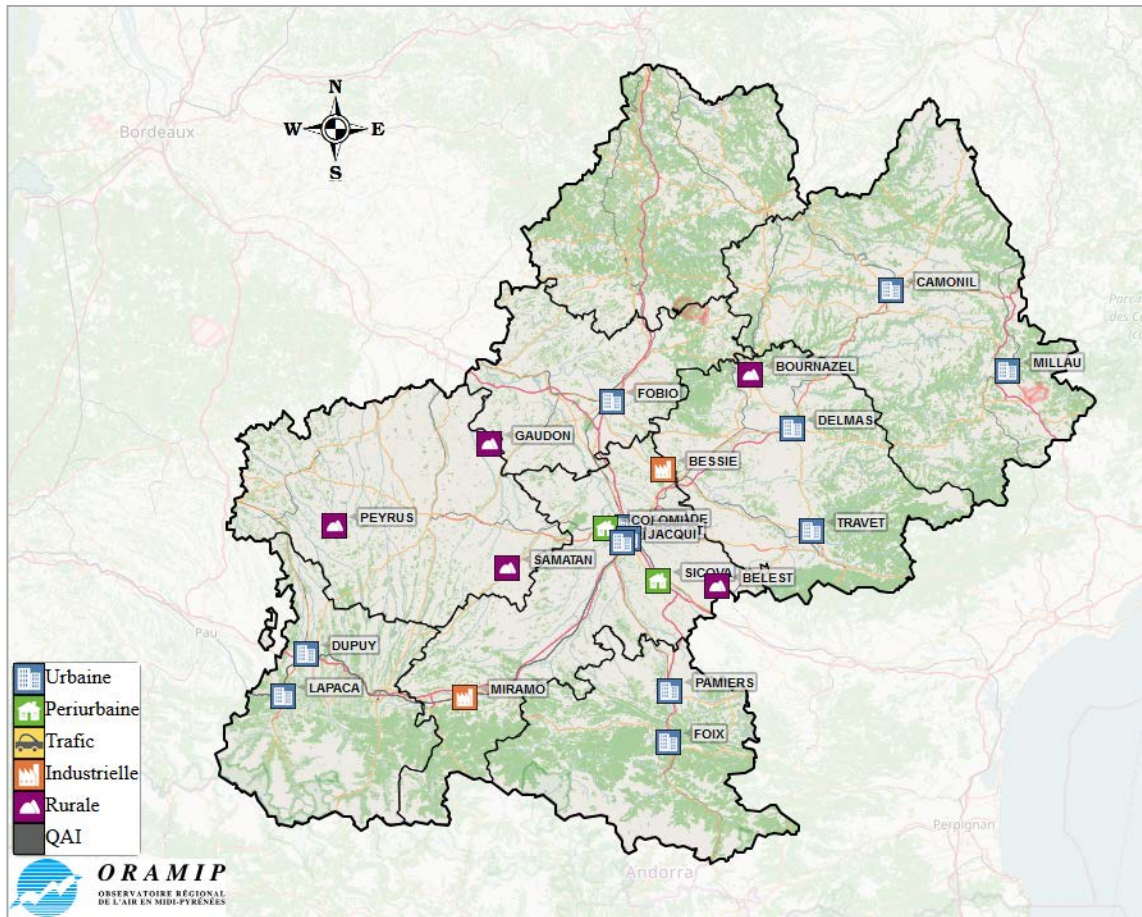 N
W E
S
Bordeaux
CAMONIL
MILLAU
BOURNAZEL
FOBIO
DELMAS
GAUDON
BESSIE
PEYRUS
JACQUI
TRAVET
SAMATAN
SICOVA
BELEST
Pau
DUPUY
LAPACA
MIRAMO
PAMIERS
FOIX
Urbaine
Periurbaine
Trafic
Industrielle
Rurale
QAI
Perpignan
Andorra
ORAMIP
OBSERVATOIRE RÉGIONAL
DE L'AIR EN MIDI-PYRÉNÉES